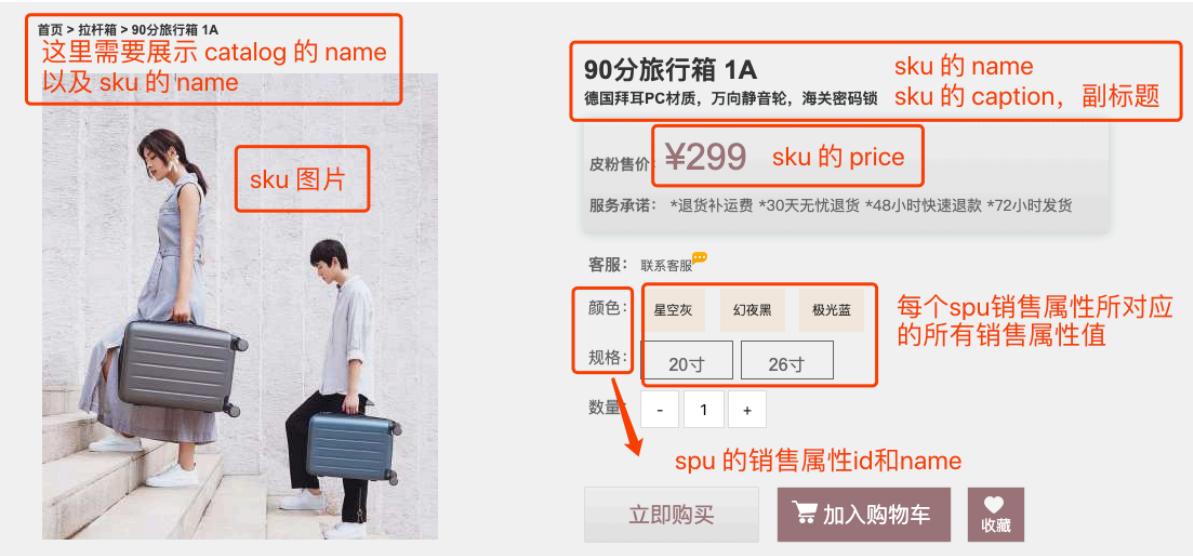 首页 > 拉杆箱 > 90分旅行箱 1A
这里需要展示 catalog 的 name
以及 sku 的 name
sku 图片
90分旅行箱 1A
sku 的 name
德国拜耳PC材质，万向静音轮，海关密码锁
sku 的 caption，副标题
皮粉售价：
¥299
sku 的 price
服务承诺： *退货补运费 *30天无忧退货 *48小时快速退款 *72小时发货
客服： 联系客服
颜色： 星空灰 幻夜黑 极光蓝
每个spu销售属性所对应
的所有销售属性值
规格： 20寸 26寸
数量： - 1 +
spu 的销售属性id和name
立即购买
加入购物车
收藏